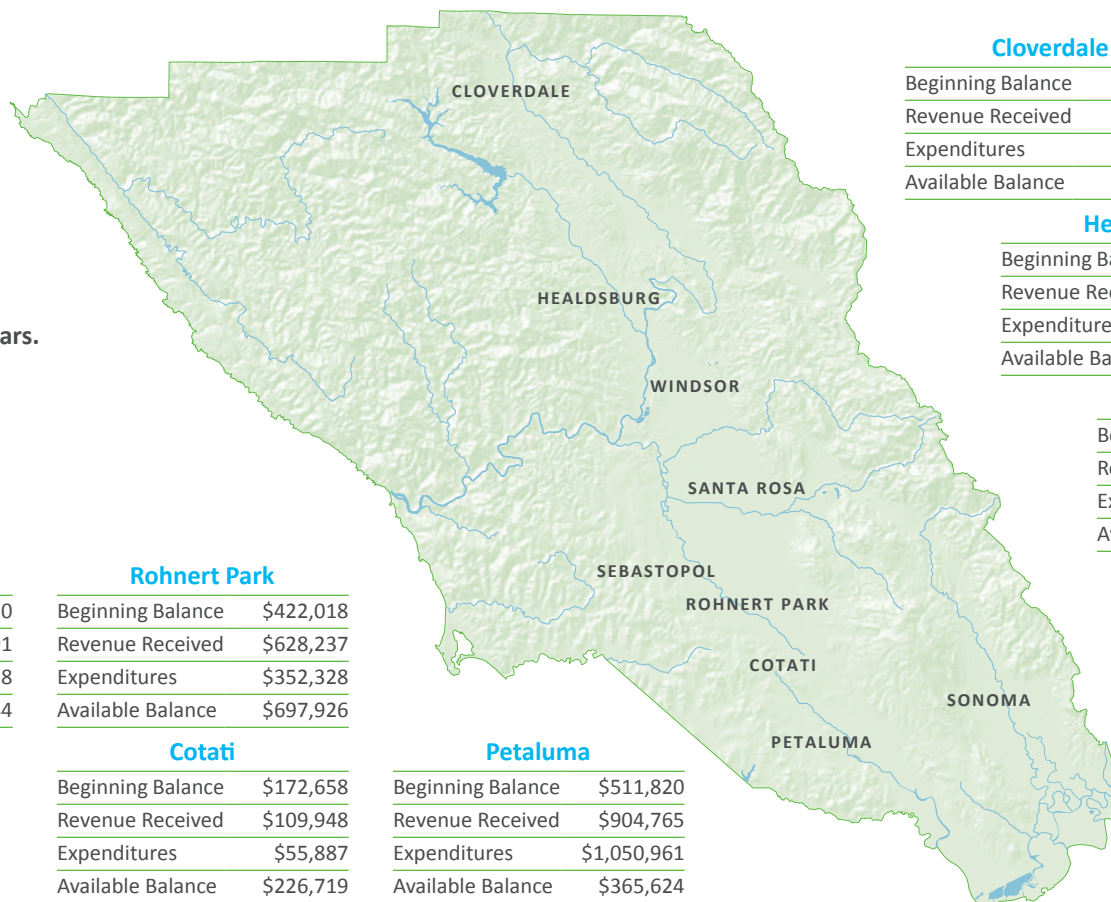 Cloverdale
Beginning Balance
Revenue Received
Expenditures
Available Balance
CLOVERDALE
HEALDSBURG
WINDSOR
SANTA ROSA
SEBASTOPOL
ROHNERT PARK
COTATI
SONOMA
PETALUMA
Rohnert Park
Beginning Balance $422,018
Revenue Received $628,237
Expenditures $352,328
Available Balance $697,926
Cotati
Beginning Balance $172,658
Revenue Received $109,948
Expenditures $55,887
Available Balance $226,719
Petaluma
Beginning Balance $511,820
Revenue Received $904,765
Expenditures $1,050,961
Available Balance $365,624